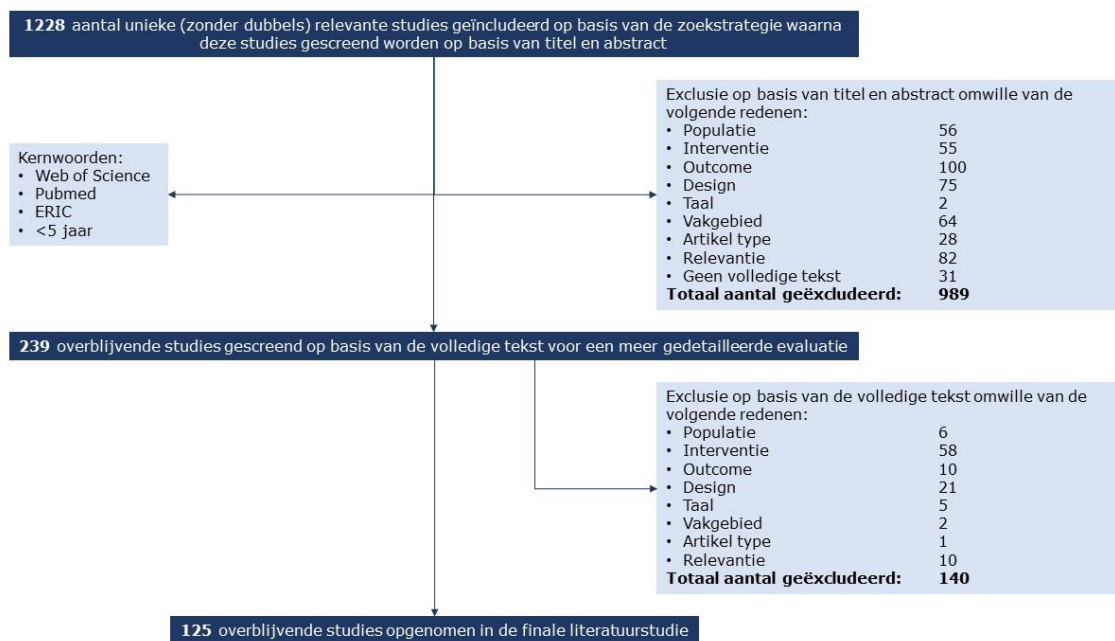 1228 aantal unieke (zonder dubbels) relevante studies geïncludeerd op basis van de zoekstrategie waarna
deze studies gescreend worden op basis van titel en abstract
Exclusie op basis van titel en abstract omwille van de
volgende redenen:
• Populatie 56
• Interventie 55
• Outcome 100
• Design 75
• Taal 2
• Vakgebied 64
• Artikel type 28
• Relevantie 82
• Geen volledige tekst 31
Totaal aantal geëxcludeerd: 989
Kernwoorden:
• Web of Science
• Pubmed
• ERIC
• <5 jaar
239 overblijvende studies gescreend op basis van de volledige tekst voor een meer gedetailleerde evaluatie
Exclusie op basis van de volledige tekst omwille van de
volgende redenen:
• Populatie 6
• Interventie 58
• Outcome 10
• Design 21
• Taal 5
• Vakgebied 2
• Artikel type 1
• Relevantie 10
Totaal aantal geëxcludeerd: 140
125 overblijvende studies opgenomen in de finale literatuurstudie